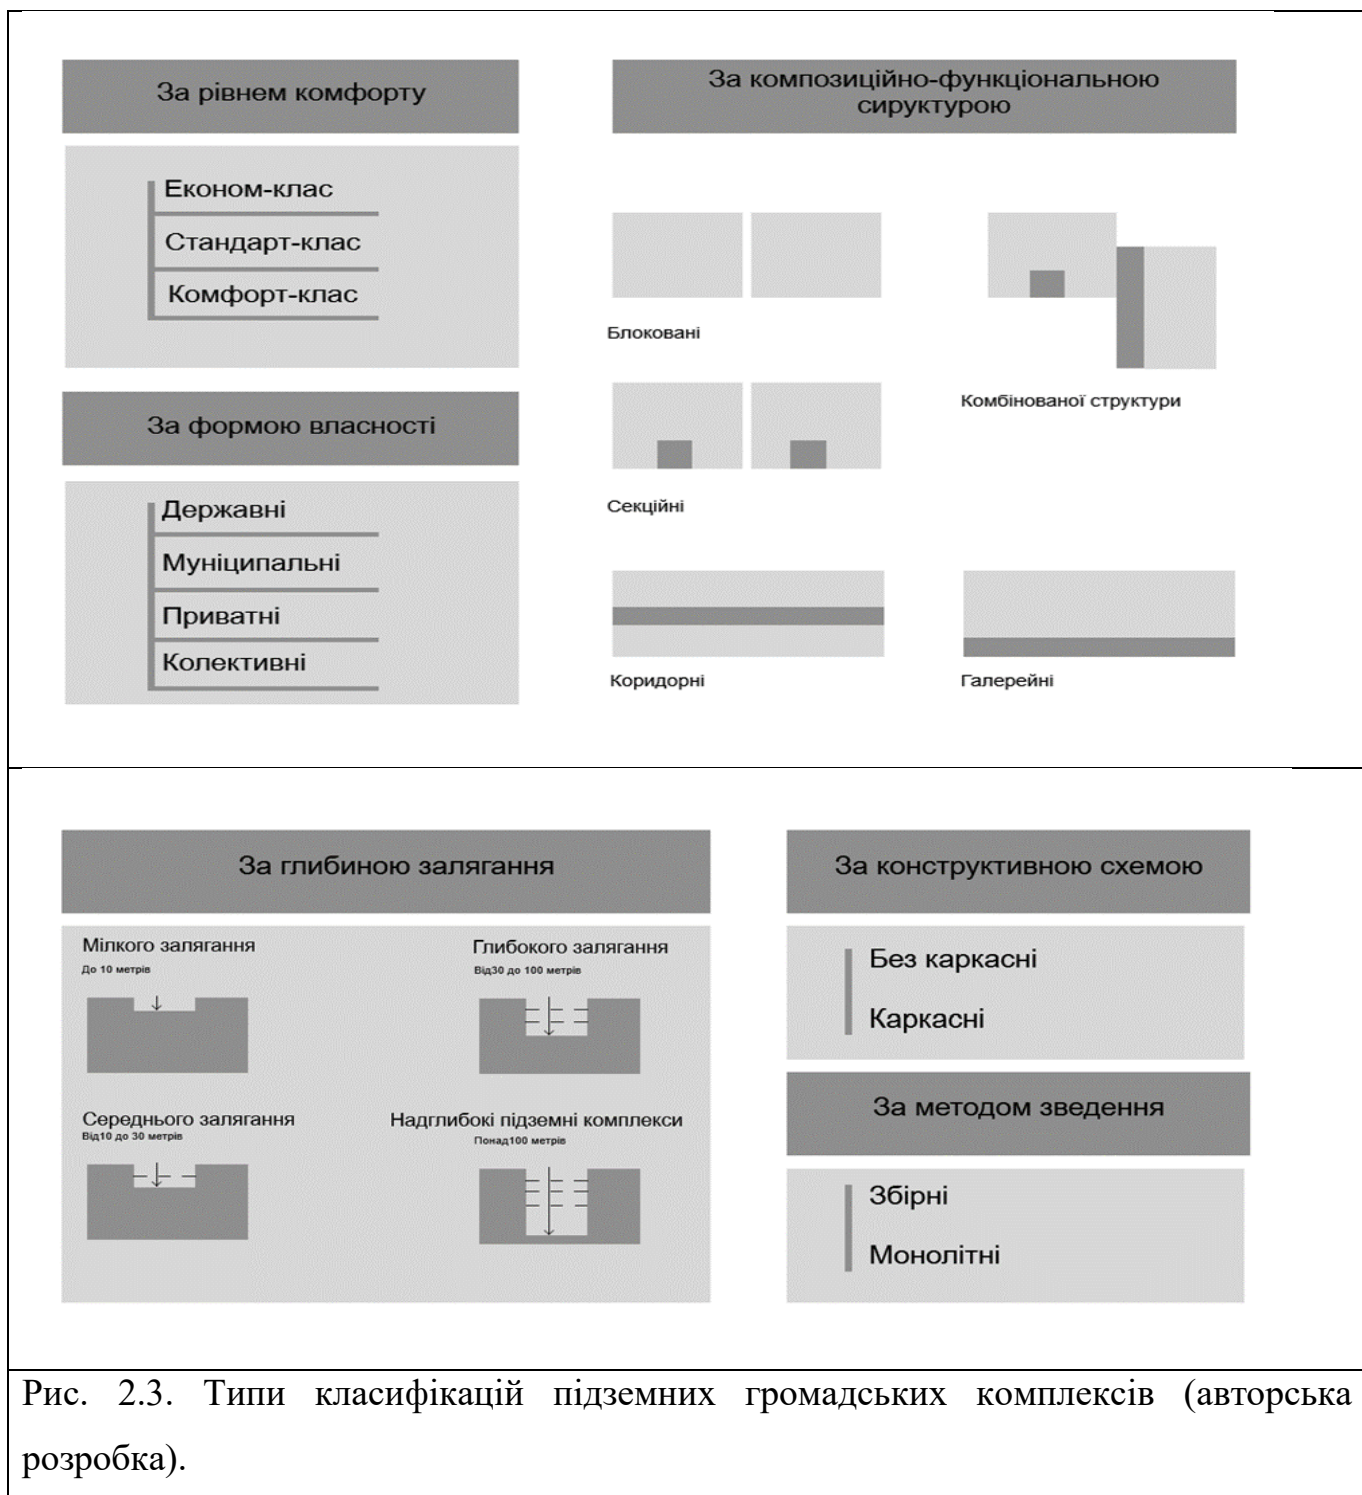 За рівнем комфорту
Економ-клас
Стандарт-клас
Комфорт-клас
За формою власності
Державні
Муніципальні
Приватні
Колективні
За композиційно-функціональною
сируктурою
Блоковані
Комбінованої структури
Секційні
Коридорні
Галерейні
За глибиною залягання
Мілкого залягання
До 10 метрів
Глибокого залягання
Від30 до 100 метрів
Середнього залягання
Від10 до 30 метрів
Надглибокі підземні комплекси
Понад100 метрів
За конструктивною схемою
Без каркасні
Каркасні
За методом зведення
Збірні
Монолітні
Рис. 2.3. Типи класифікацій підземних громадських комплексів (авторська
розробка).